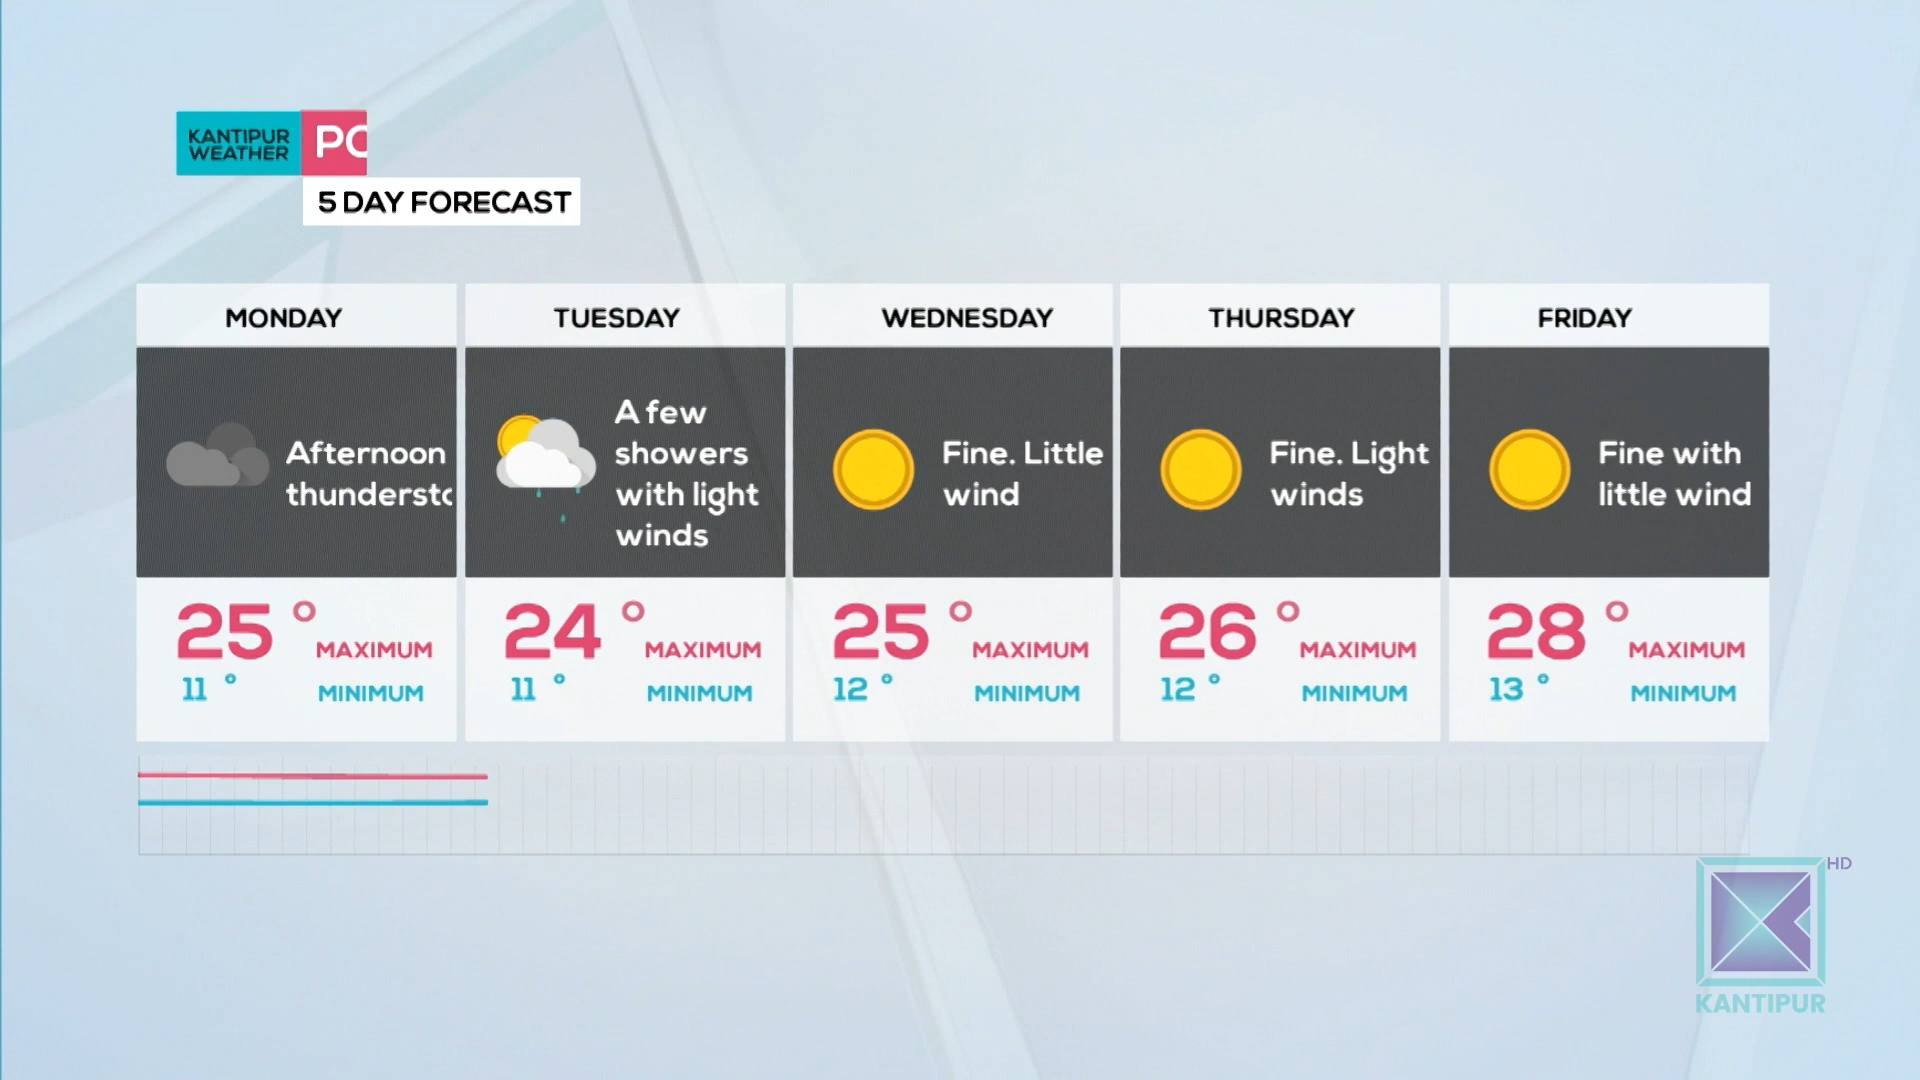 KANTIPUR
WEATHER
5 DAY FORECAST
MONDAY
Afternoon
25°
MAXIMUM
11°
MINIMUM
TUESDAY
A few
showers
with light
winds
24°
MAXIMUM
11°
MINIMUM
WEDNESDAY
Fine. Little
wind
25°
MAXIMUM
12°
MINIMUM
THURSDAY
Fine. Light
winds
26°
MAXIMUM
12°
MINIMUM
FRIDAY
Fine with
little wind
28°
MAXIMUM
13°
MINIMUM
HD
KANTIPUR